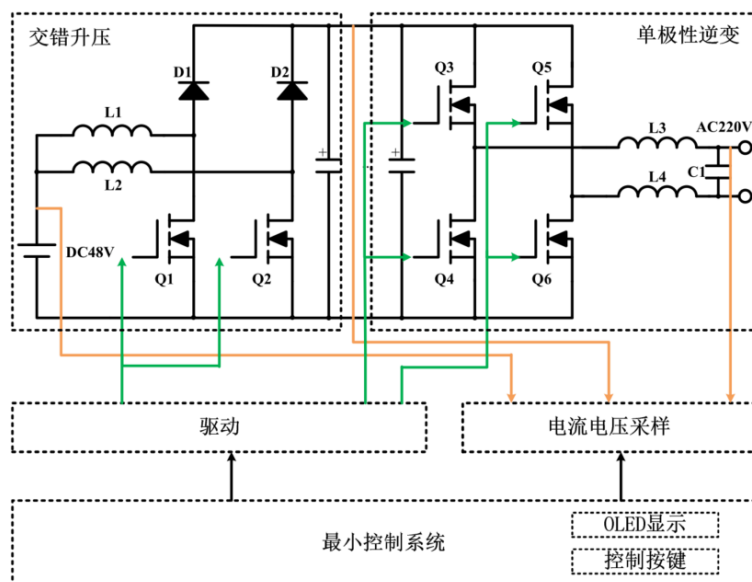 交错升压
单极性逆变
D1
D2
Q3
Q5
L1
L2
+
+
L3
AC220V
C1
L4
DC48V
Q1
Q2
Q4
Q6
驱动
电流电压采样
最小控制系统
OLED显示
控制按键